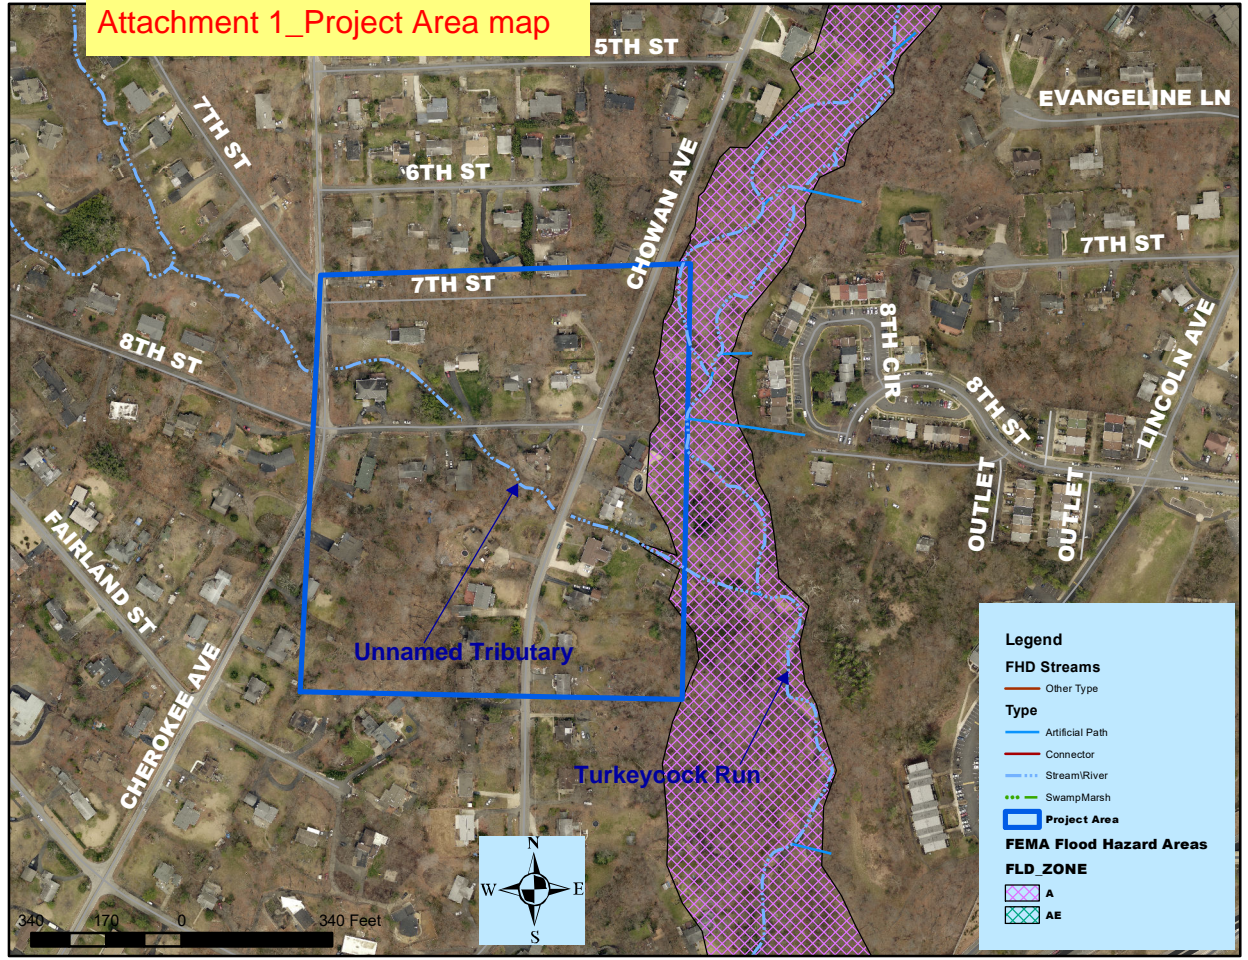 Attachment 1_Project Area map
5TH ST
EVANGELINE LN
7TH ST
6TH ST
CHOWAN AVE
7TH ST
7TH ST
8TH ST
8TH CIR
8TH ST
LINCOLN AVE
OUTLET
OUTLET
FAIRLAND ST
CHEROKEE AVE
Unnamed Tributary
Turkeycock Run
Legend
FHD Streams
Other Type
Type
Artificial Path
Connector
Stream\River
SwampMarsh
Project Area
FEMA Flood Hazard Areas
FLD_ZONE
A
AE
N
W E
S
340 170 0 340 Feet